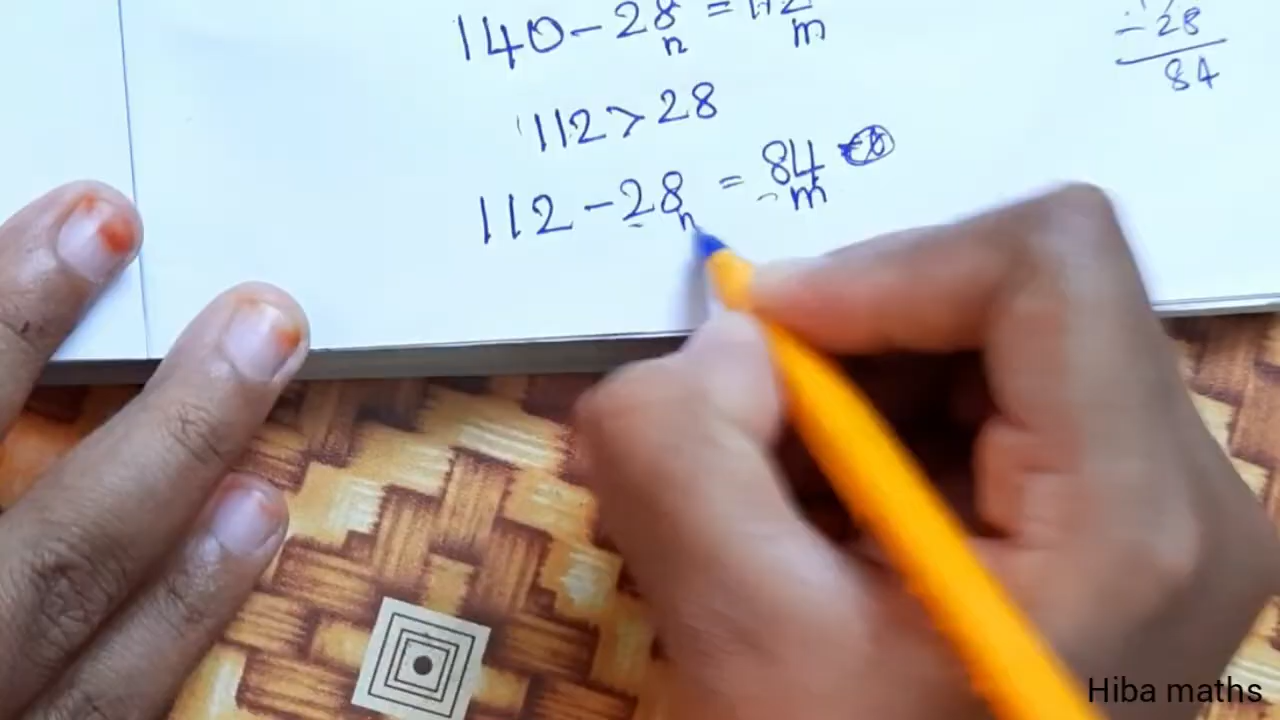 140-28 = 112
n m
-28
84
112>28
112-28 = 84
n m
Hiba maths